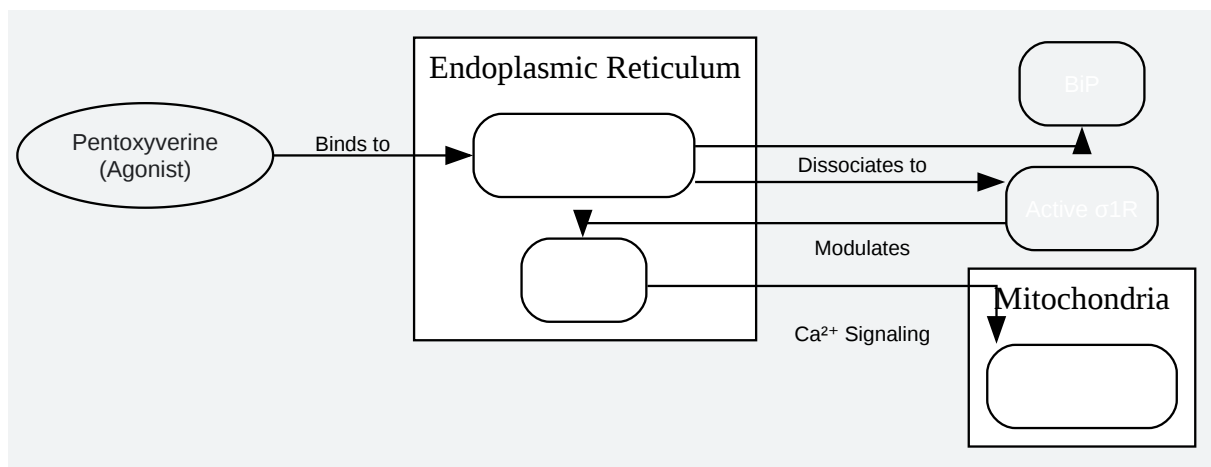 Endoplasmic Reticulum
BiP
Pentoxyverine
(Agonist)
Binds to
Dissociates to
Active σ1R
Modulates
Mitochondria
Ca²⁺ Signaling